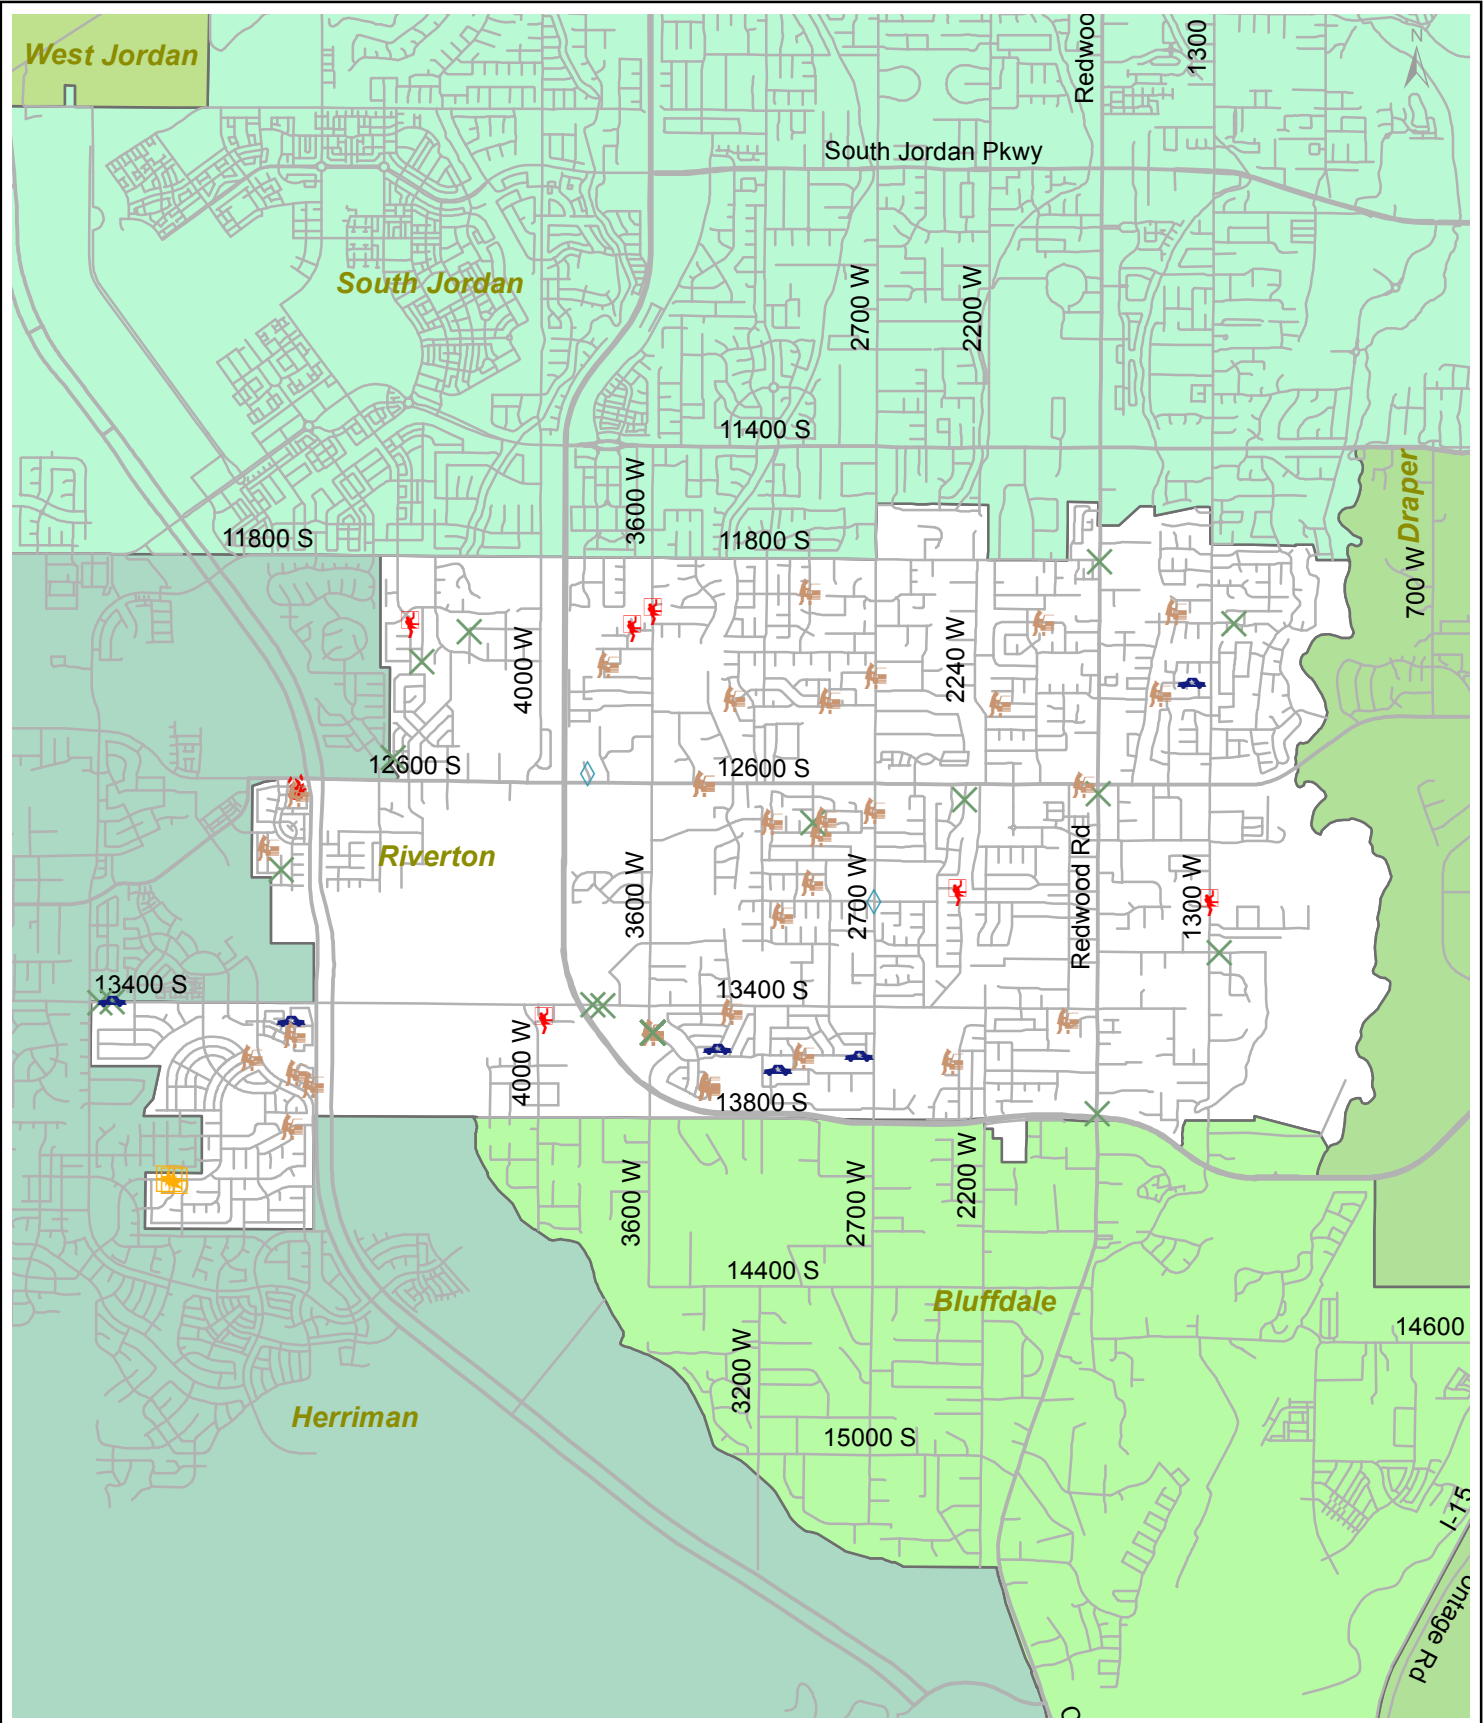 West Jordan
Redwoo
1300
N
South Jordan Pkwy
South Jordan
2700 W
2200 W
11400 S
3600 W
Draper
11800 S
11800 S
700 W
4000 W
2240 W
12600 S
12600 S
Riverton
3600 W
2700 W
Redwood Rd
1300 W
13400 S
13400 S
4000 W
13800 S
3600 W
2700 W
2200 W
14400 S
Bluffdale
14600
3200 W
Herriman
15000 S
I-15
ontage Rd